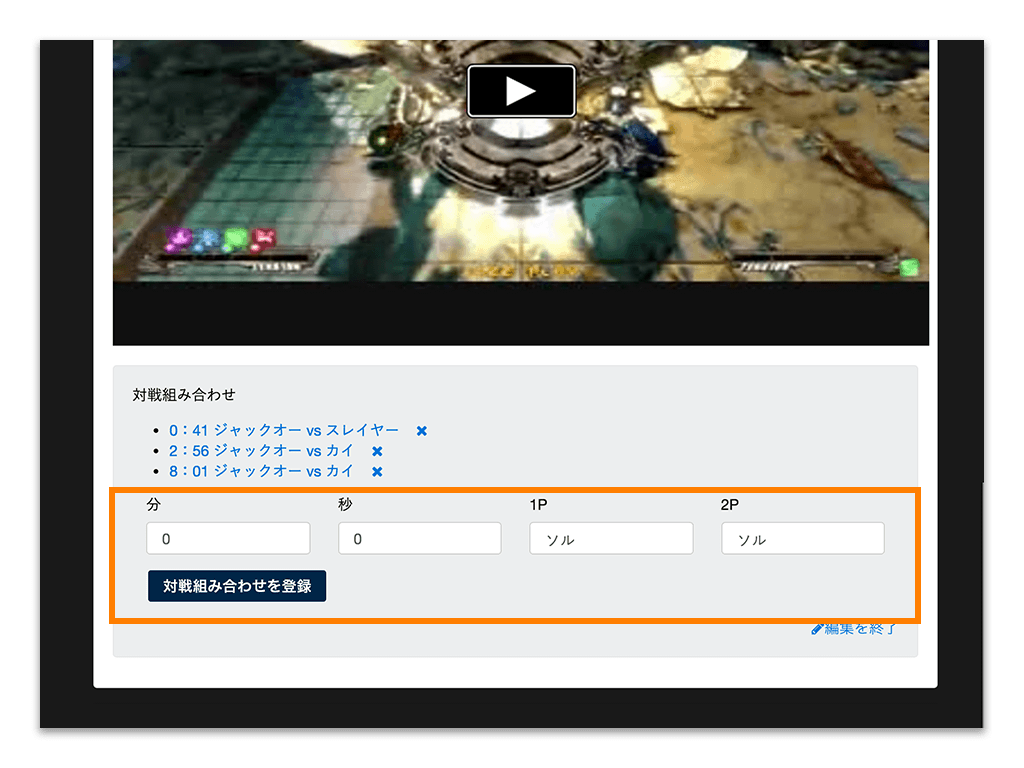 TENSION
TENSION
対戦組み合わせ
0：41 ジャックオー vs スレイヤー
2：56 ジャックオー vs カイ
8：01 ジャックオー vs カイ
分 秒 1P 2P
0 0 ソル ソル
対戦組み合わせを登録
編集を終了